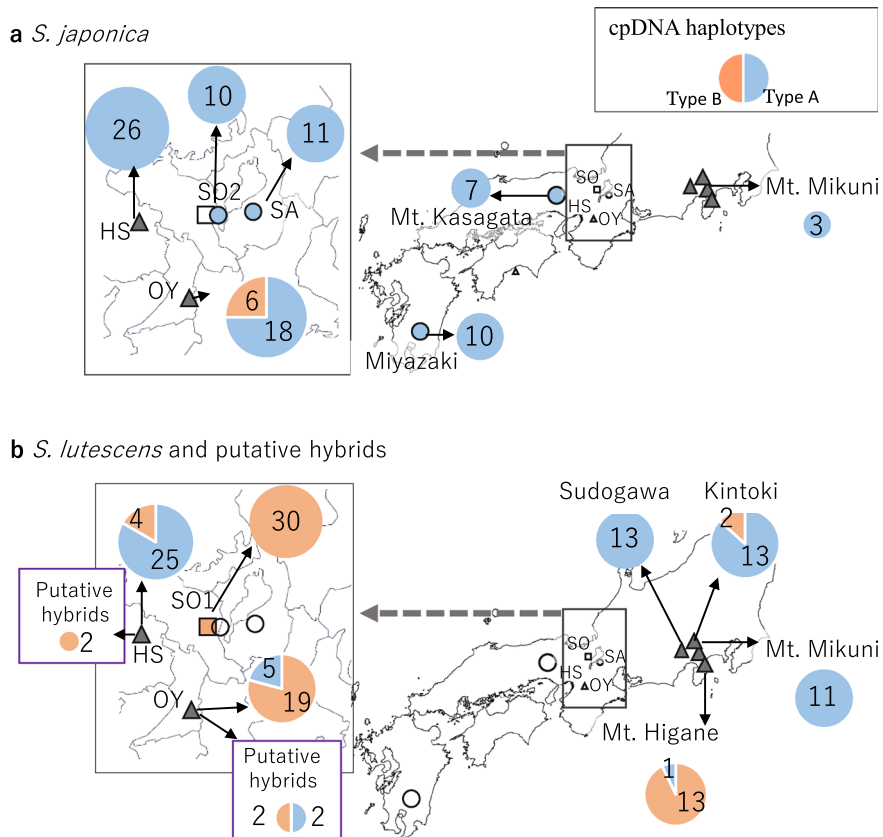 a S. japonica
cpDNA haplotypes
Type B
Type A
26
10
11
SO2
SA
HS
OY
6
18
7
Mt. Kasagata
SO
SA
HS
OY
Mt. Mikuni
3
10
Miyazaki
b S. lutescens and putative hybrids
4
25
30
Putative
hybrids
2
SO1
HS
OY
5
19
Putative
hybrids
2
2
Sudogawa
Kintoki
13
2
13
SO
SA
HS
OY
Mt. Mikuni
11
Mt. Higane
1
13